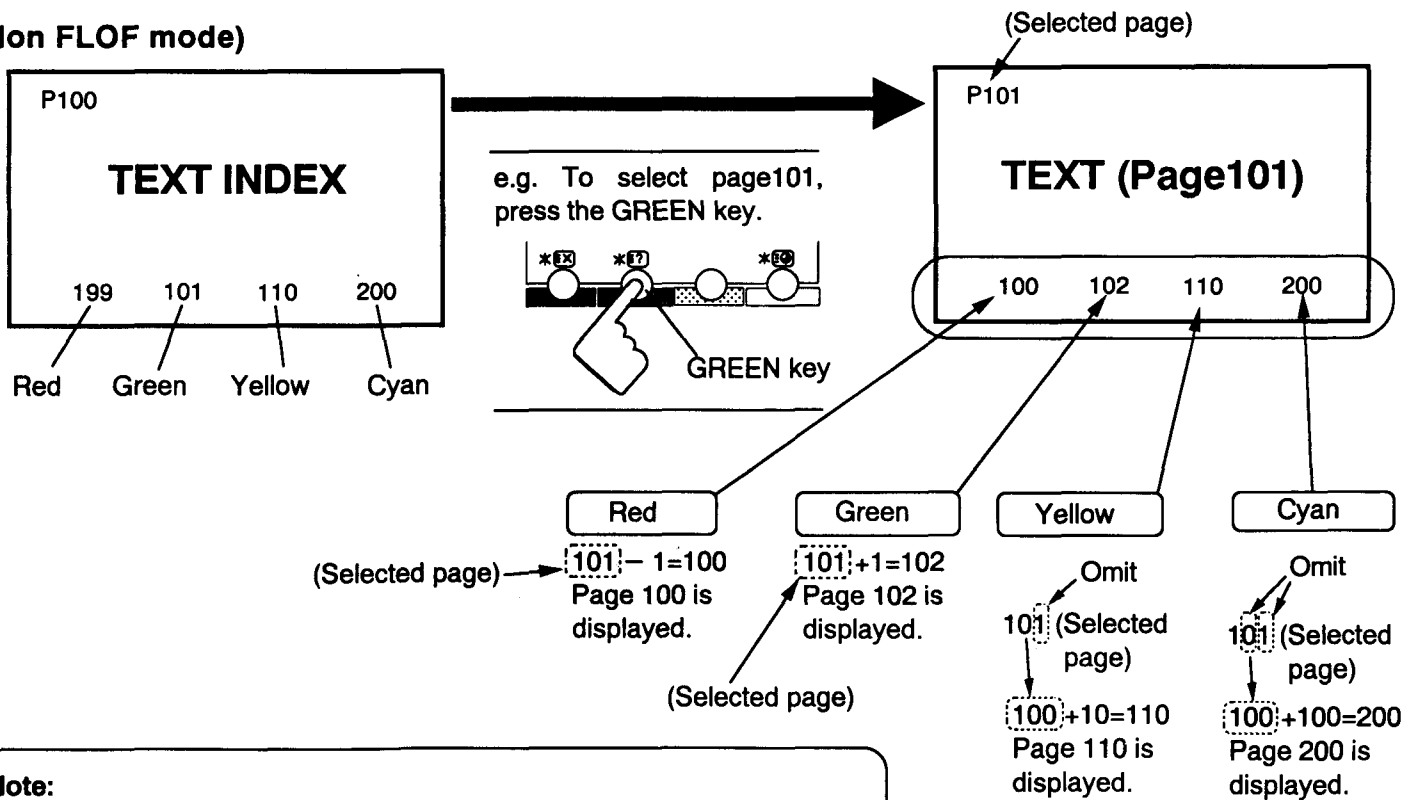 (Selected page)
on FLOF mode)
P100
TEXT INDEX
199 101 110 200
Red Green Yellow Cyan
e.g. To select page101,
press the GREEN key.
GREEN key
P101
TEXT (Page101)
100 102 110 200
Red
101 − 1=100
Page 100 is
displayed.
(Selected page)
Green
101 +1=102
Page 102 is
displayed.
(Selected page)
Yellow
Omit
101 (Selected
page)
100 +10=110
Page 110 is
displayed.
Cyan
Omit
101 (Selected
page)
100 +100=200
Page 200 is
displayed.
ote: